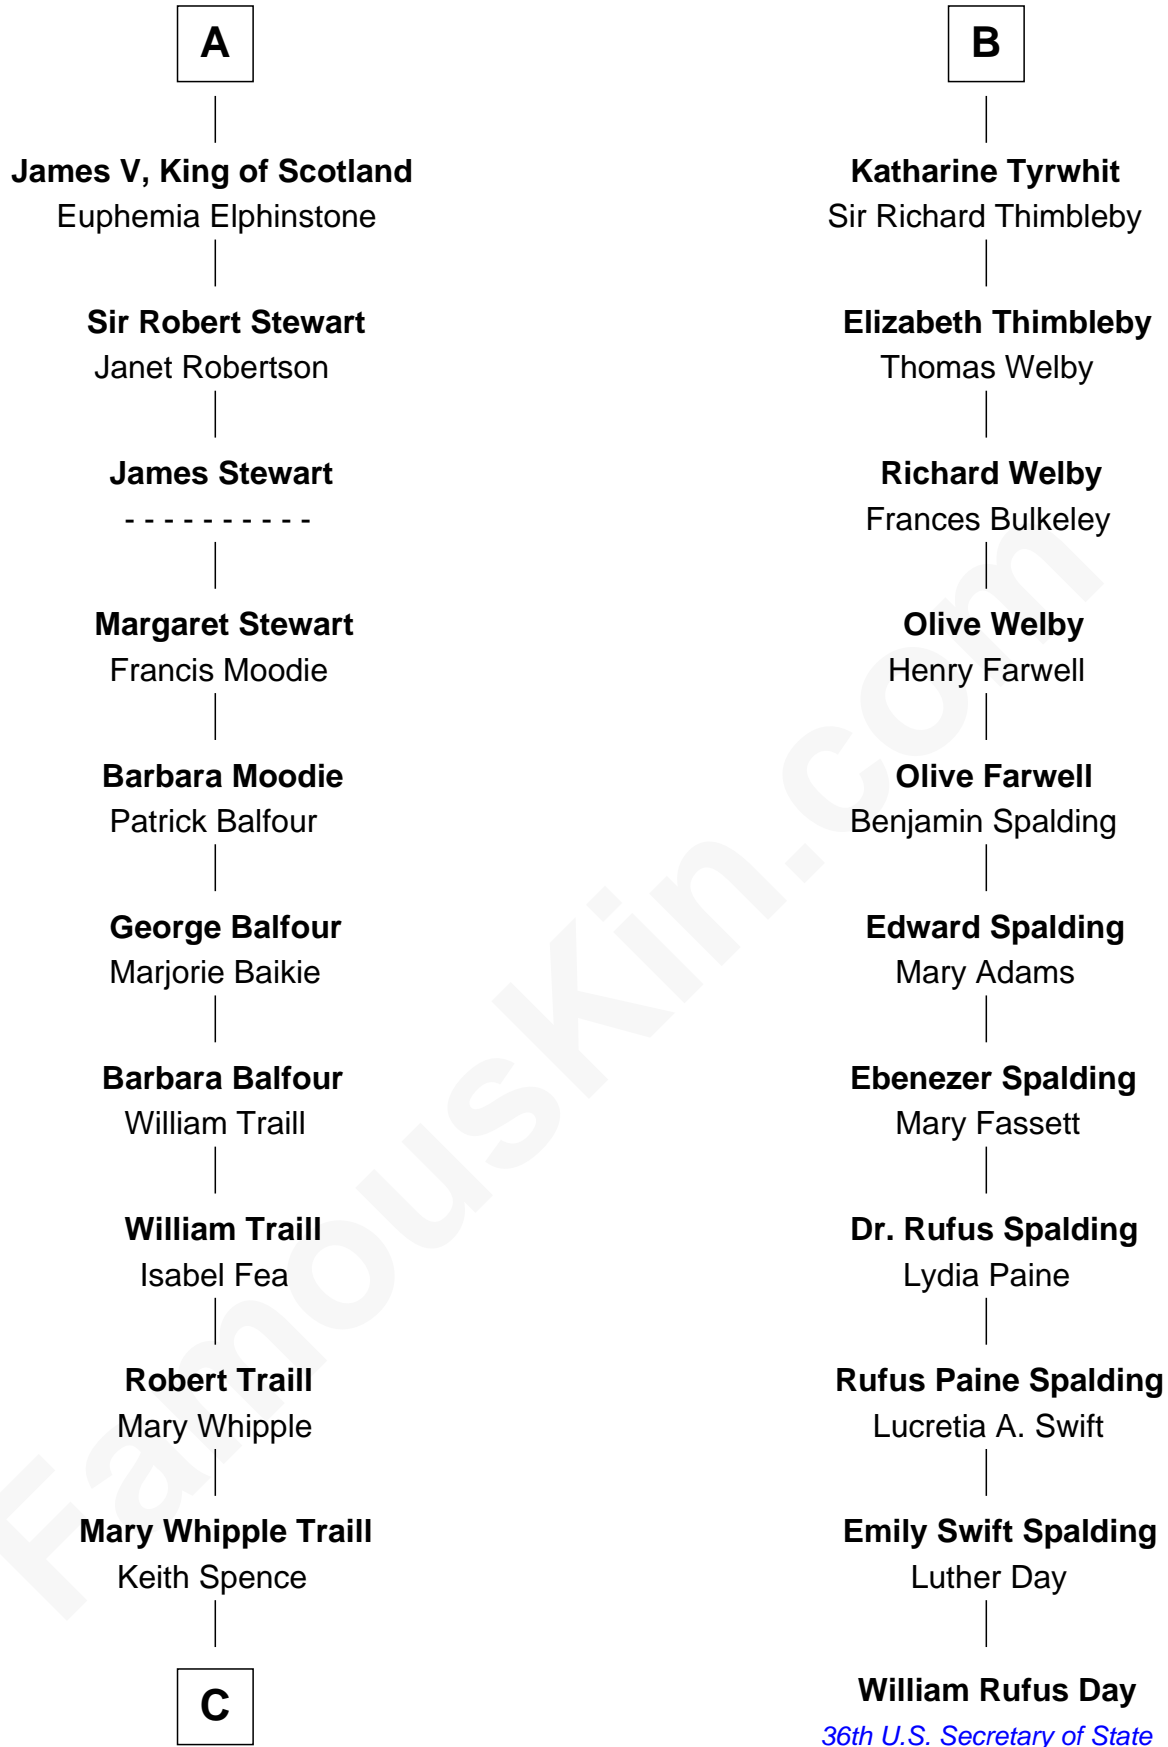 A
James V, King of Scotland
Euphemia Elphinstone
Sir Robert Stewart
Janet Robertson
James Stewart
- - - - - - - - - -
Margaret Stewart
Francis Moodie
Barbara Moodie
Patrick Balfour
George Balfour
Marjorie Baikie
Barbara Balfour
William Traill
William Traill
Isabel Fea
Robert Traill
Mary Whipple
Mary Whipple Traill
Keith Spence
C
B
Katharine Tyrwhit
Sir Richard Thimbleby
Elizabeth Thimbleby
Thomas Welby
Richard Welby
Frances Bulkeley
Olive Welby
Henry Farwell
Olive Farwell
Benjamin Spalding
Edward Spalding
Mary Adams
Ebenezer Spalding
Mary Fassett
Dr. Rufus Spalding
Lydia Paine
Rufus Paine Spalding
Lucretia A. Swift
Emily Swift Spalding
Luther Day
William Rufus Day
36th U.S. Secretary of State
FamousKin.com